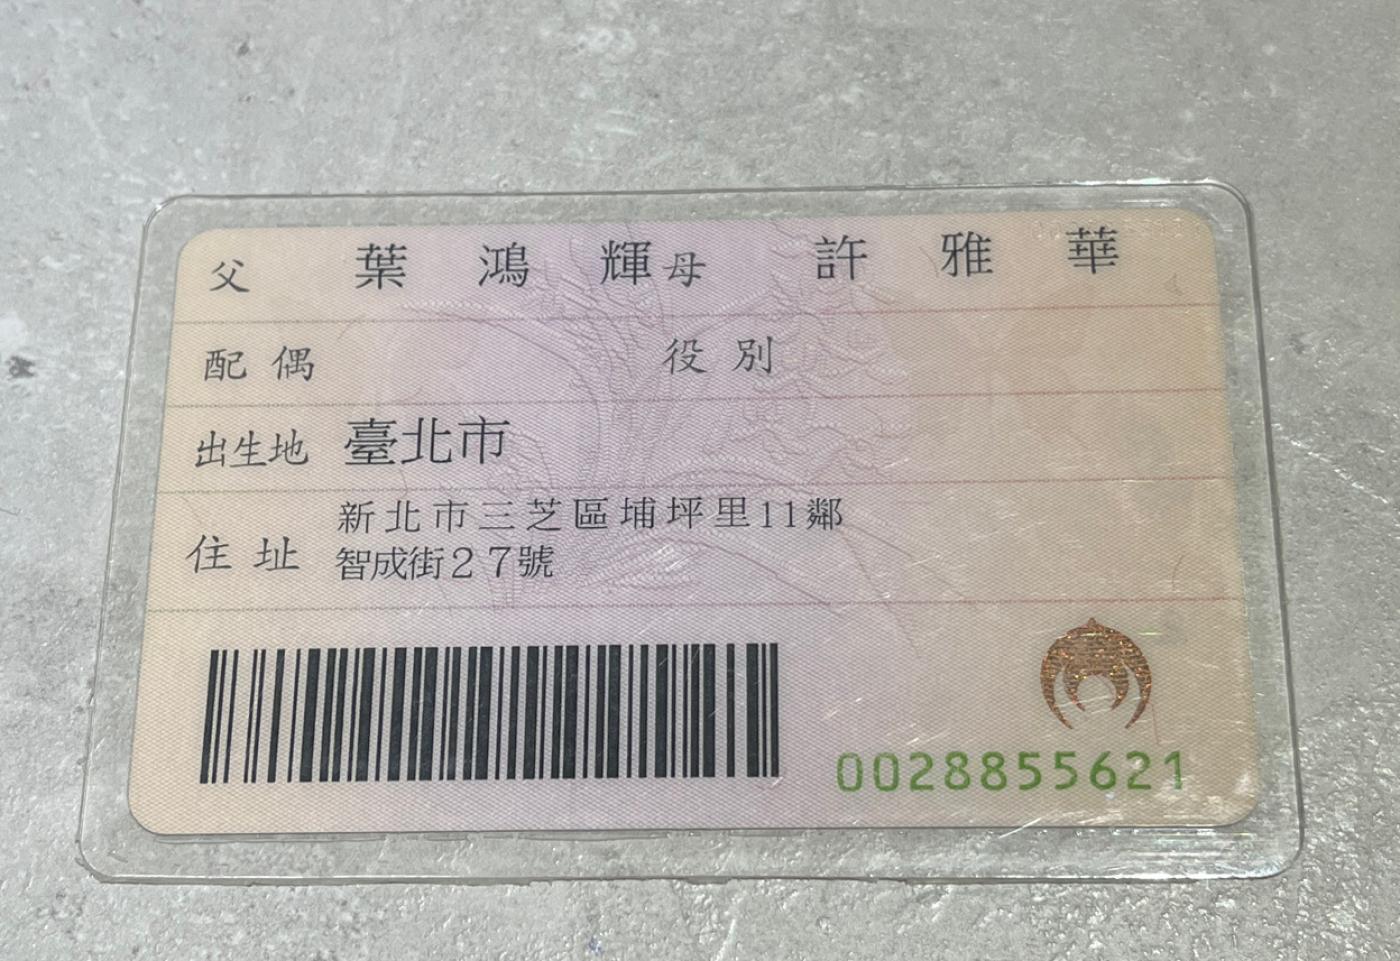 父 葉鴻輝 母 許雅華
配偶 役別
出生地 臺北市
住址 新北市三芝區埔坪里11鄰
智成街27號
0028855621